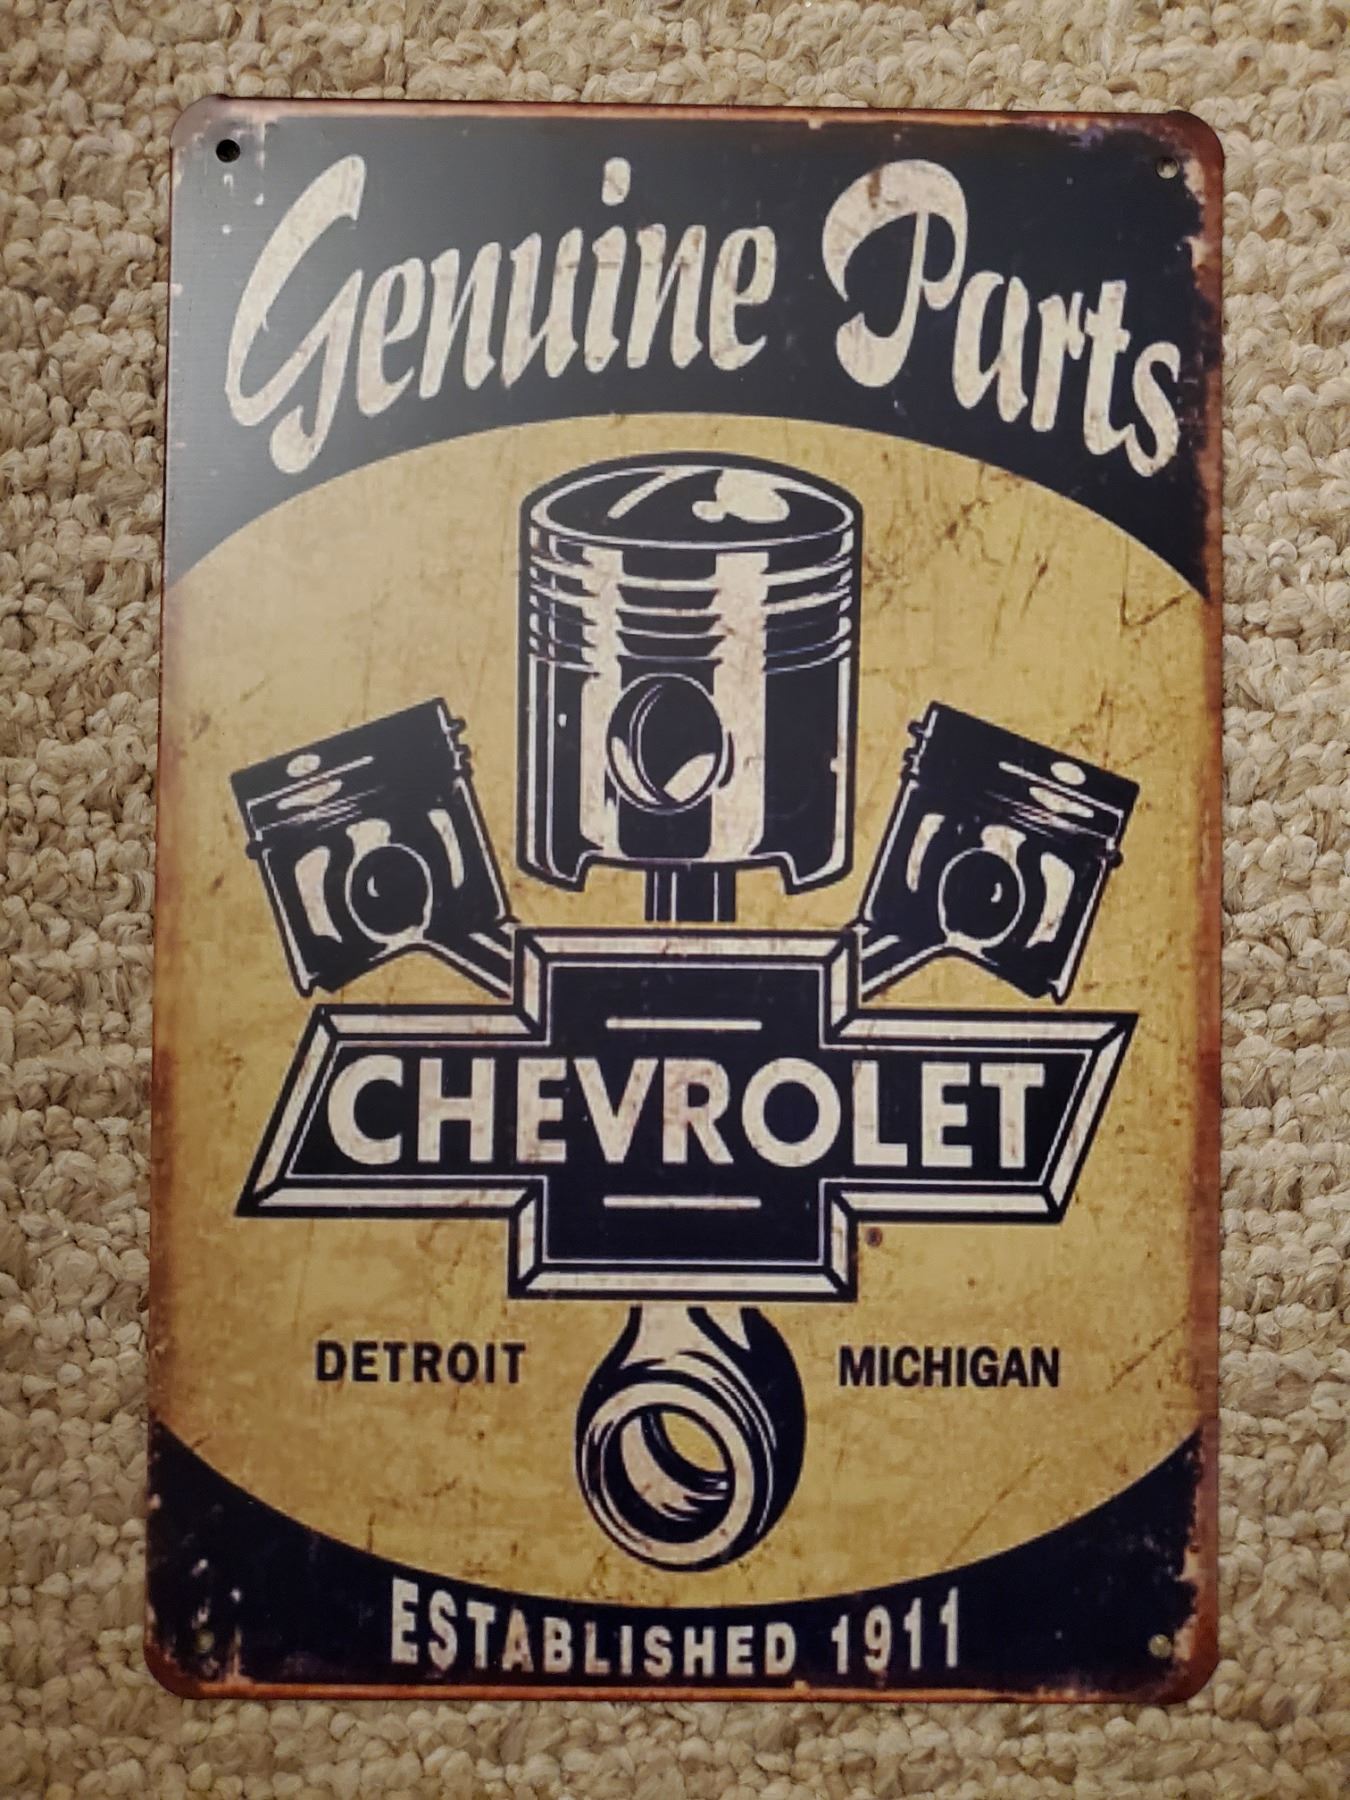 Genuine Parts
CHEVROLET
®
DETROIT MICHIGAN
ESTABLISHED 1911